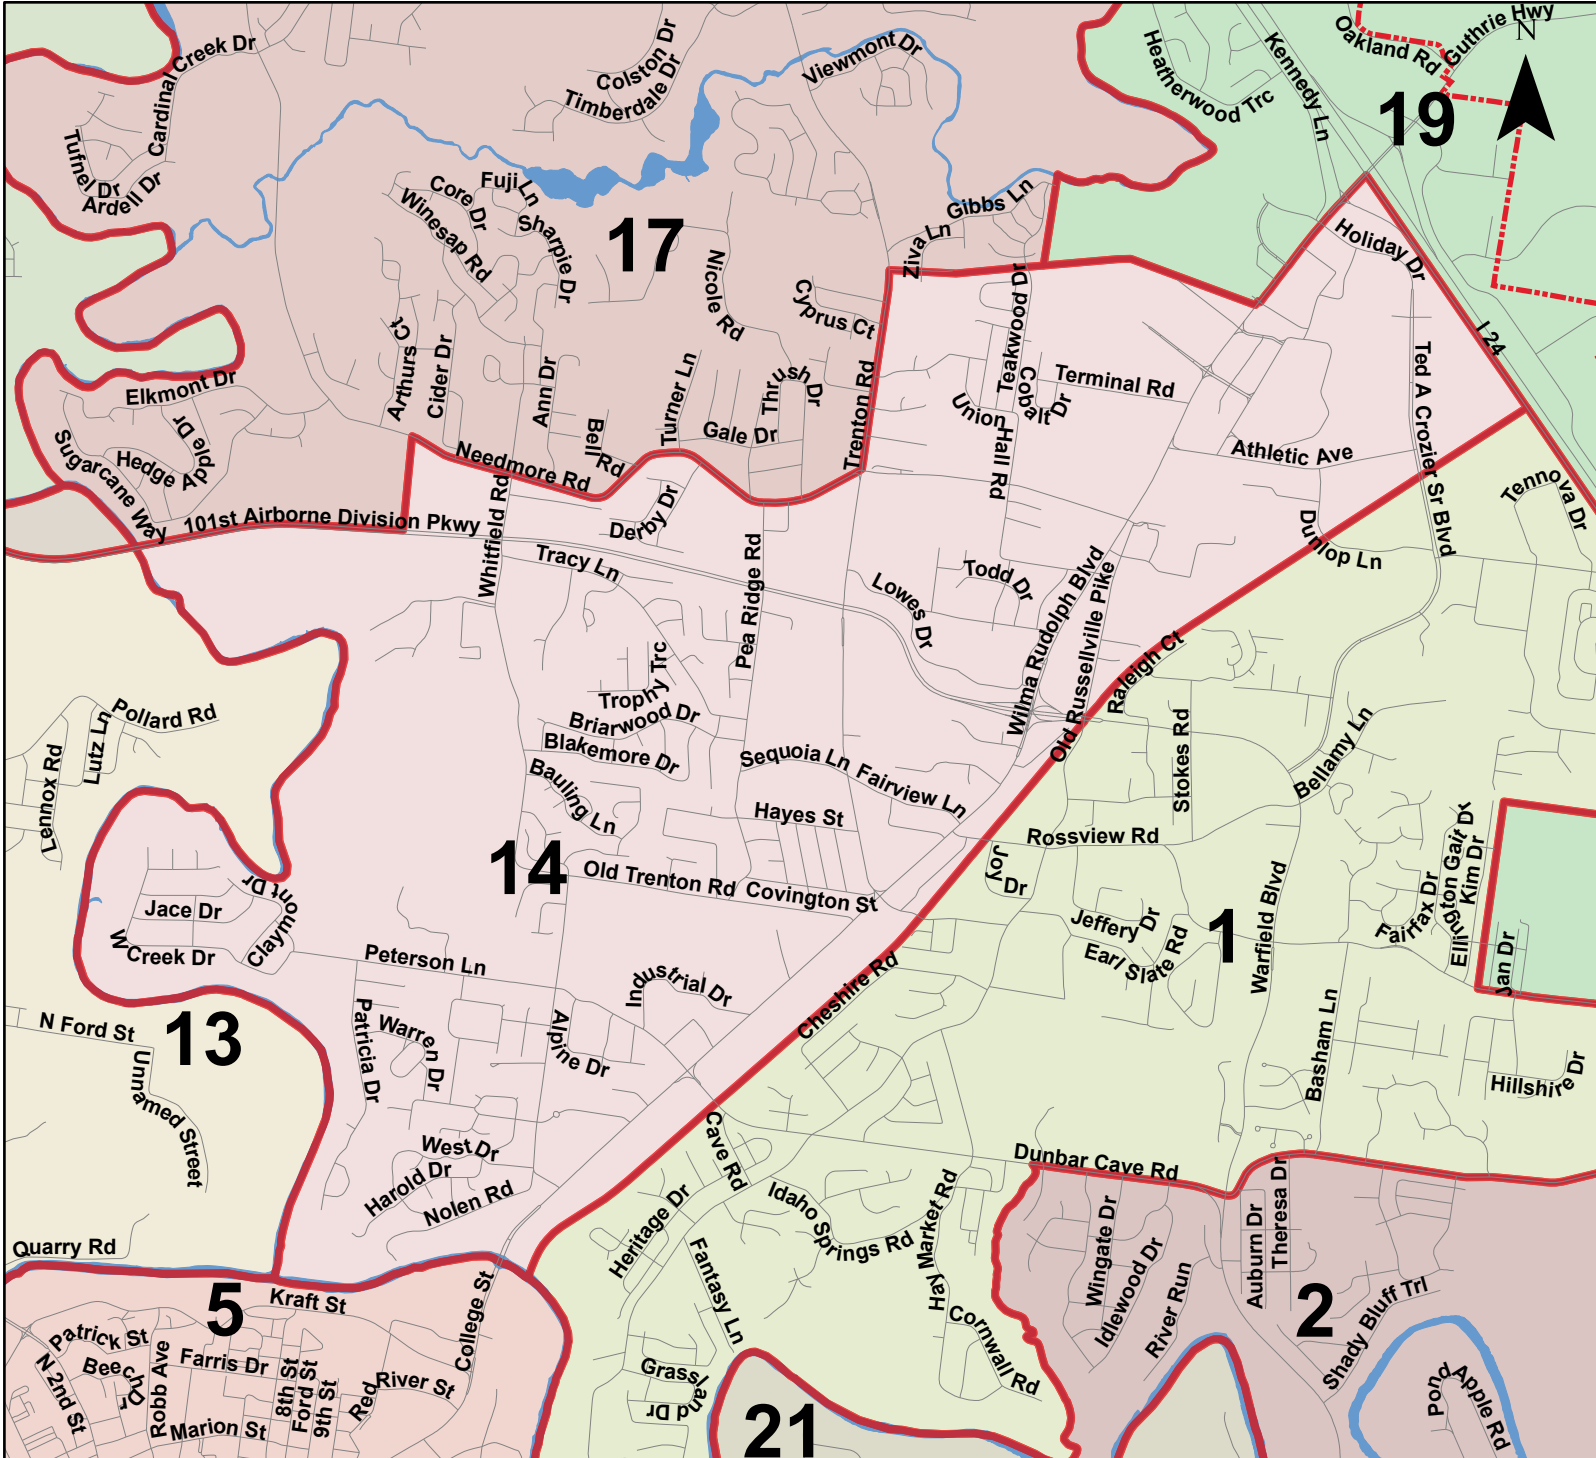 Cardinal Creek Dr
Colston Dr
Timberdale Dr
Viewmont Dr
Heatherwood Trc
Kennedy Ln
Oakland Rd
Guthrie Hwy
N
19
Tufnel Dr
Ardell Dr
Fuji Ln
Core Dr
Winesap Rd
Sharpie Dr
17
Nicole Rd
Cyprus Ct
Ziva Ln
Gibbs Ln
Holiday Dr
I 24
Arthurs Ct
Cider Dr
Ann Dr
Bell Rd
Turner Ln
Gale Dr
Thrush Dr
Trenton Rd
Teakwood Dr
Cobalt Dr
Union Hall Rd
Terminal Rd
Athletic Ave
Ted A Crozier Sr Blvd
Tennova Dr
Elkmont Dr
Hedge Apple Dr
Sugarcane Way
Needmore Rd
101st Airborne Division Pkwy
Whitfield Rd
Derby Dr
Tracy Ln
Pea Ridge Rd
Lowes Dr
Todd Dr
Wilma Rudolph Blvd
Old Russellville Pike
Raleigh Ct
Dunlop Ln
Trophy Trc
Briarwood Dr
Blakemore Dr
Bauling Ln
Sequoia Ln
Fairview Ln
Hayes St
Stokes Rd
Bellamy Ln
Pollard Rd
Lutz Ln
Lennox Rd
14
Old Trenton Rd
Covington St
Rossview Rd
Joy Dr
Jeffery Dr
Earl Slate Rd
1
Warfield Blvd
Fairfax Dr
Ellington Gait Dr
Kim Dr
Jan Dr
Jace Dr
Claymont Dr
W Creek Dr
Peterson Ln
Industrial Dr
Cheshire Rd
N Ford St
13
Unnamed Street
Patricia Dr
Warren Dr
Alpine Dr
Basham Ln
Hillshire Dr
West Dr
Harold Dr
Nolen Rd
Cave Rd
Dunbar Cave Rd
Heritage Dr
Idaho Springs Rd
Hay Market Rd
Wingate Dr
Idlewood Dr
River Run
Auburn Dr
Theresa Dr
2
Shady Bluff Trl
Quarry Rd
5
Kraft St
College St
Fantasy Ln
Cornwall Rd
Patrick St
Beech Dr
N 2nd St
Robb Ave
Farris Dr
8th St
Ford St
9th St
Red River St
Marion St
Grassland Dr
21
Pond Apple Rd